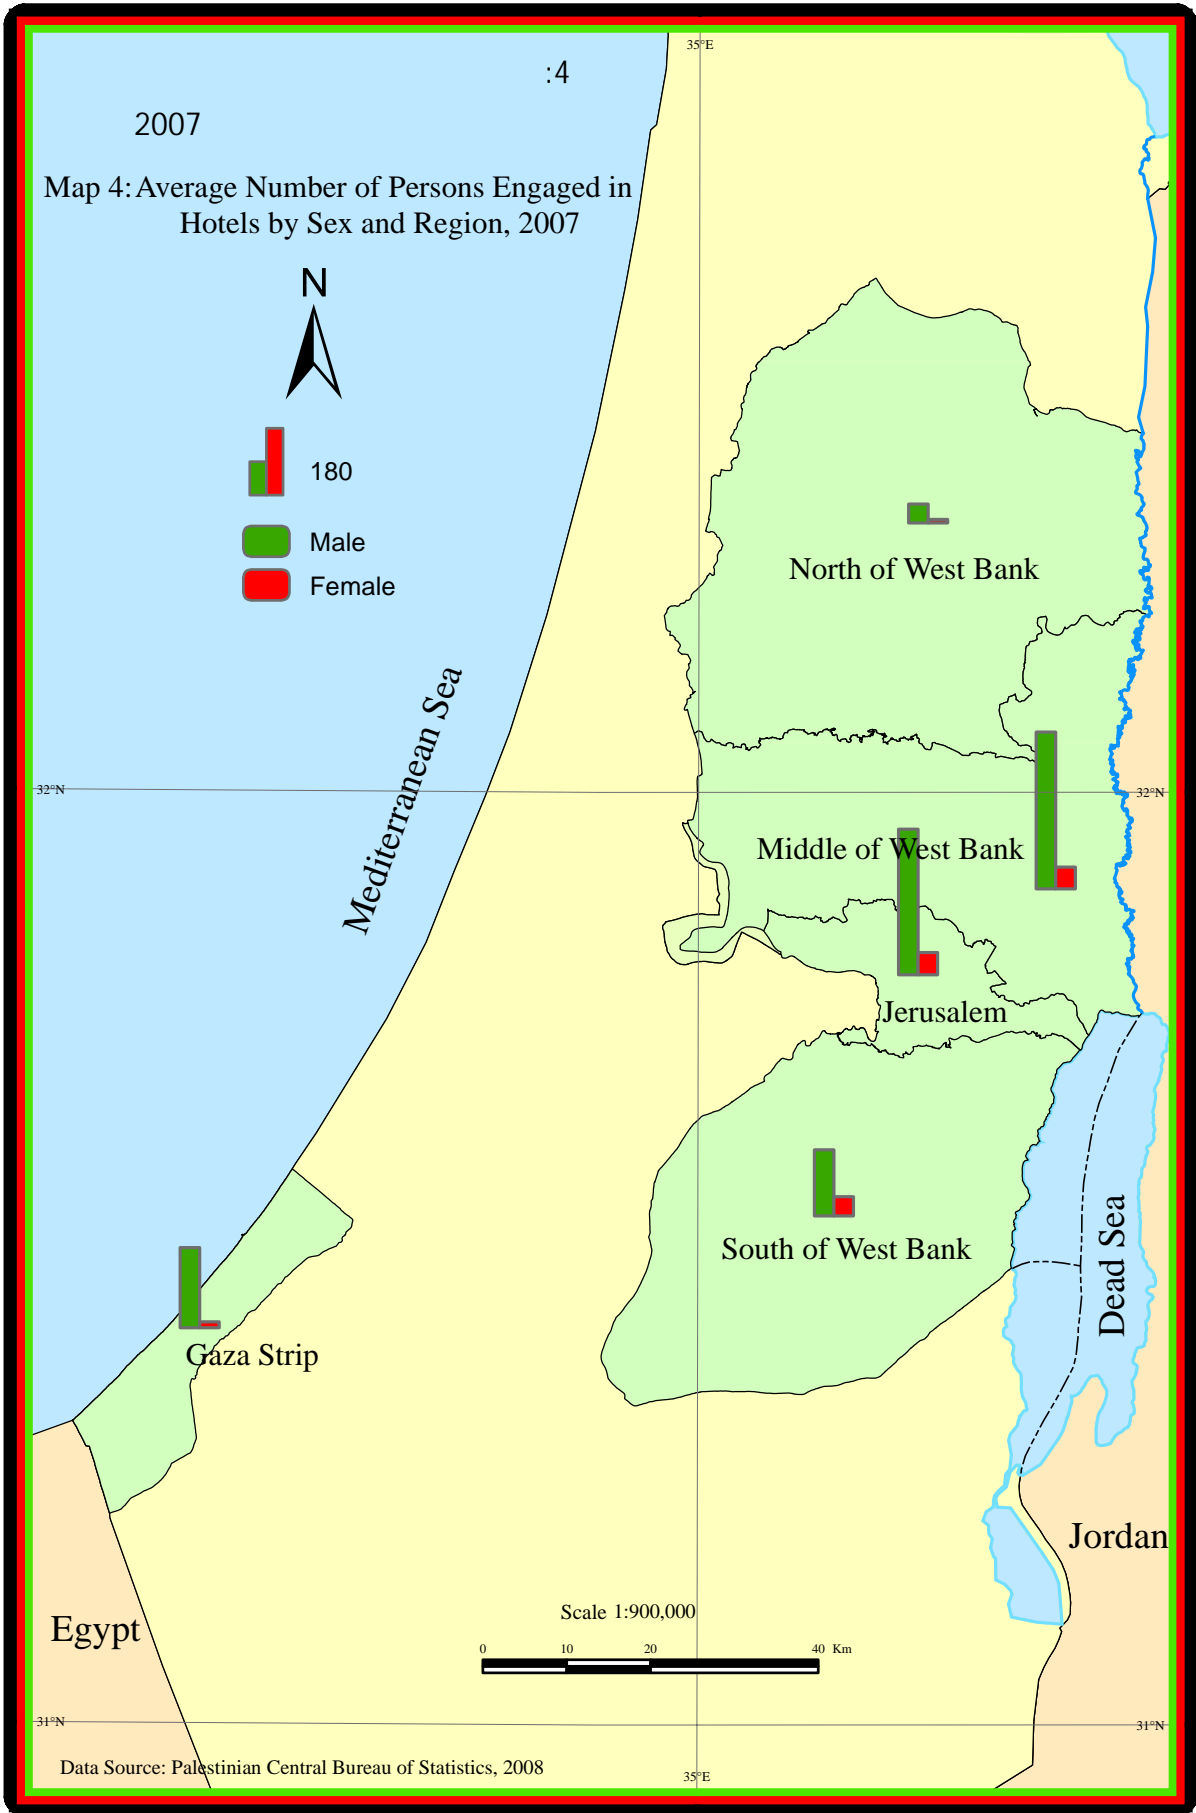 :4
2007
Map 4: Average Number of Persons Engaged in
Hotels by Sex and Region, 2007
N
180
Male
Female
35°E
North of West Bank
Mediterranean Sea
32°N
32°N
Middle of West Bank
Jerusalem
South of West Bank
Dead Sea
Gaza Strip
Jordan
Egypt
Scale 1:900,000
0 10 20 40 Km
31°N
31°N
Data Source: Palestinian Central Bureau of Statistics, 2008
35°E